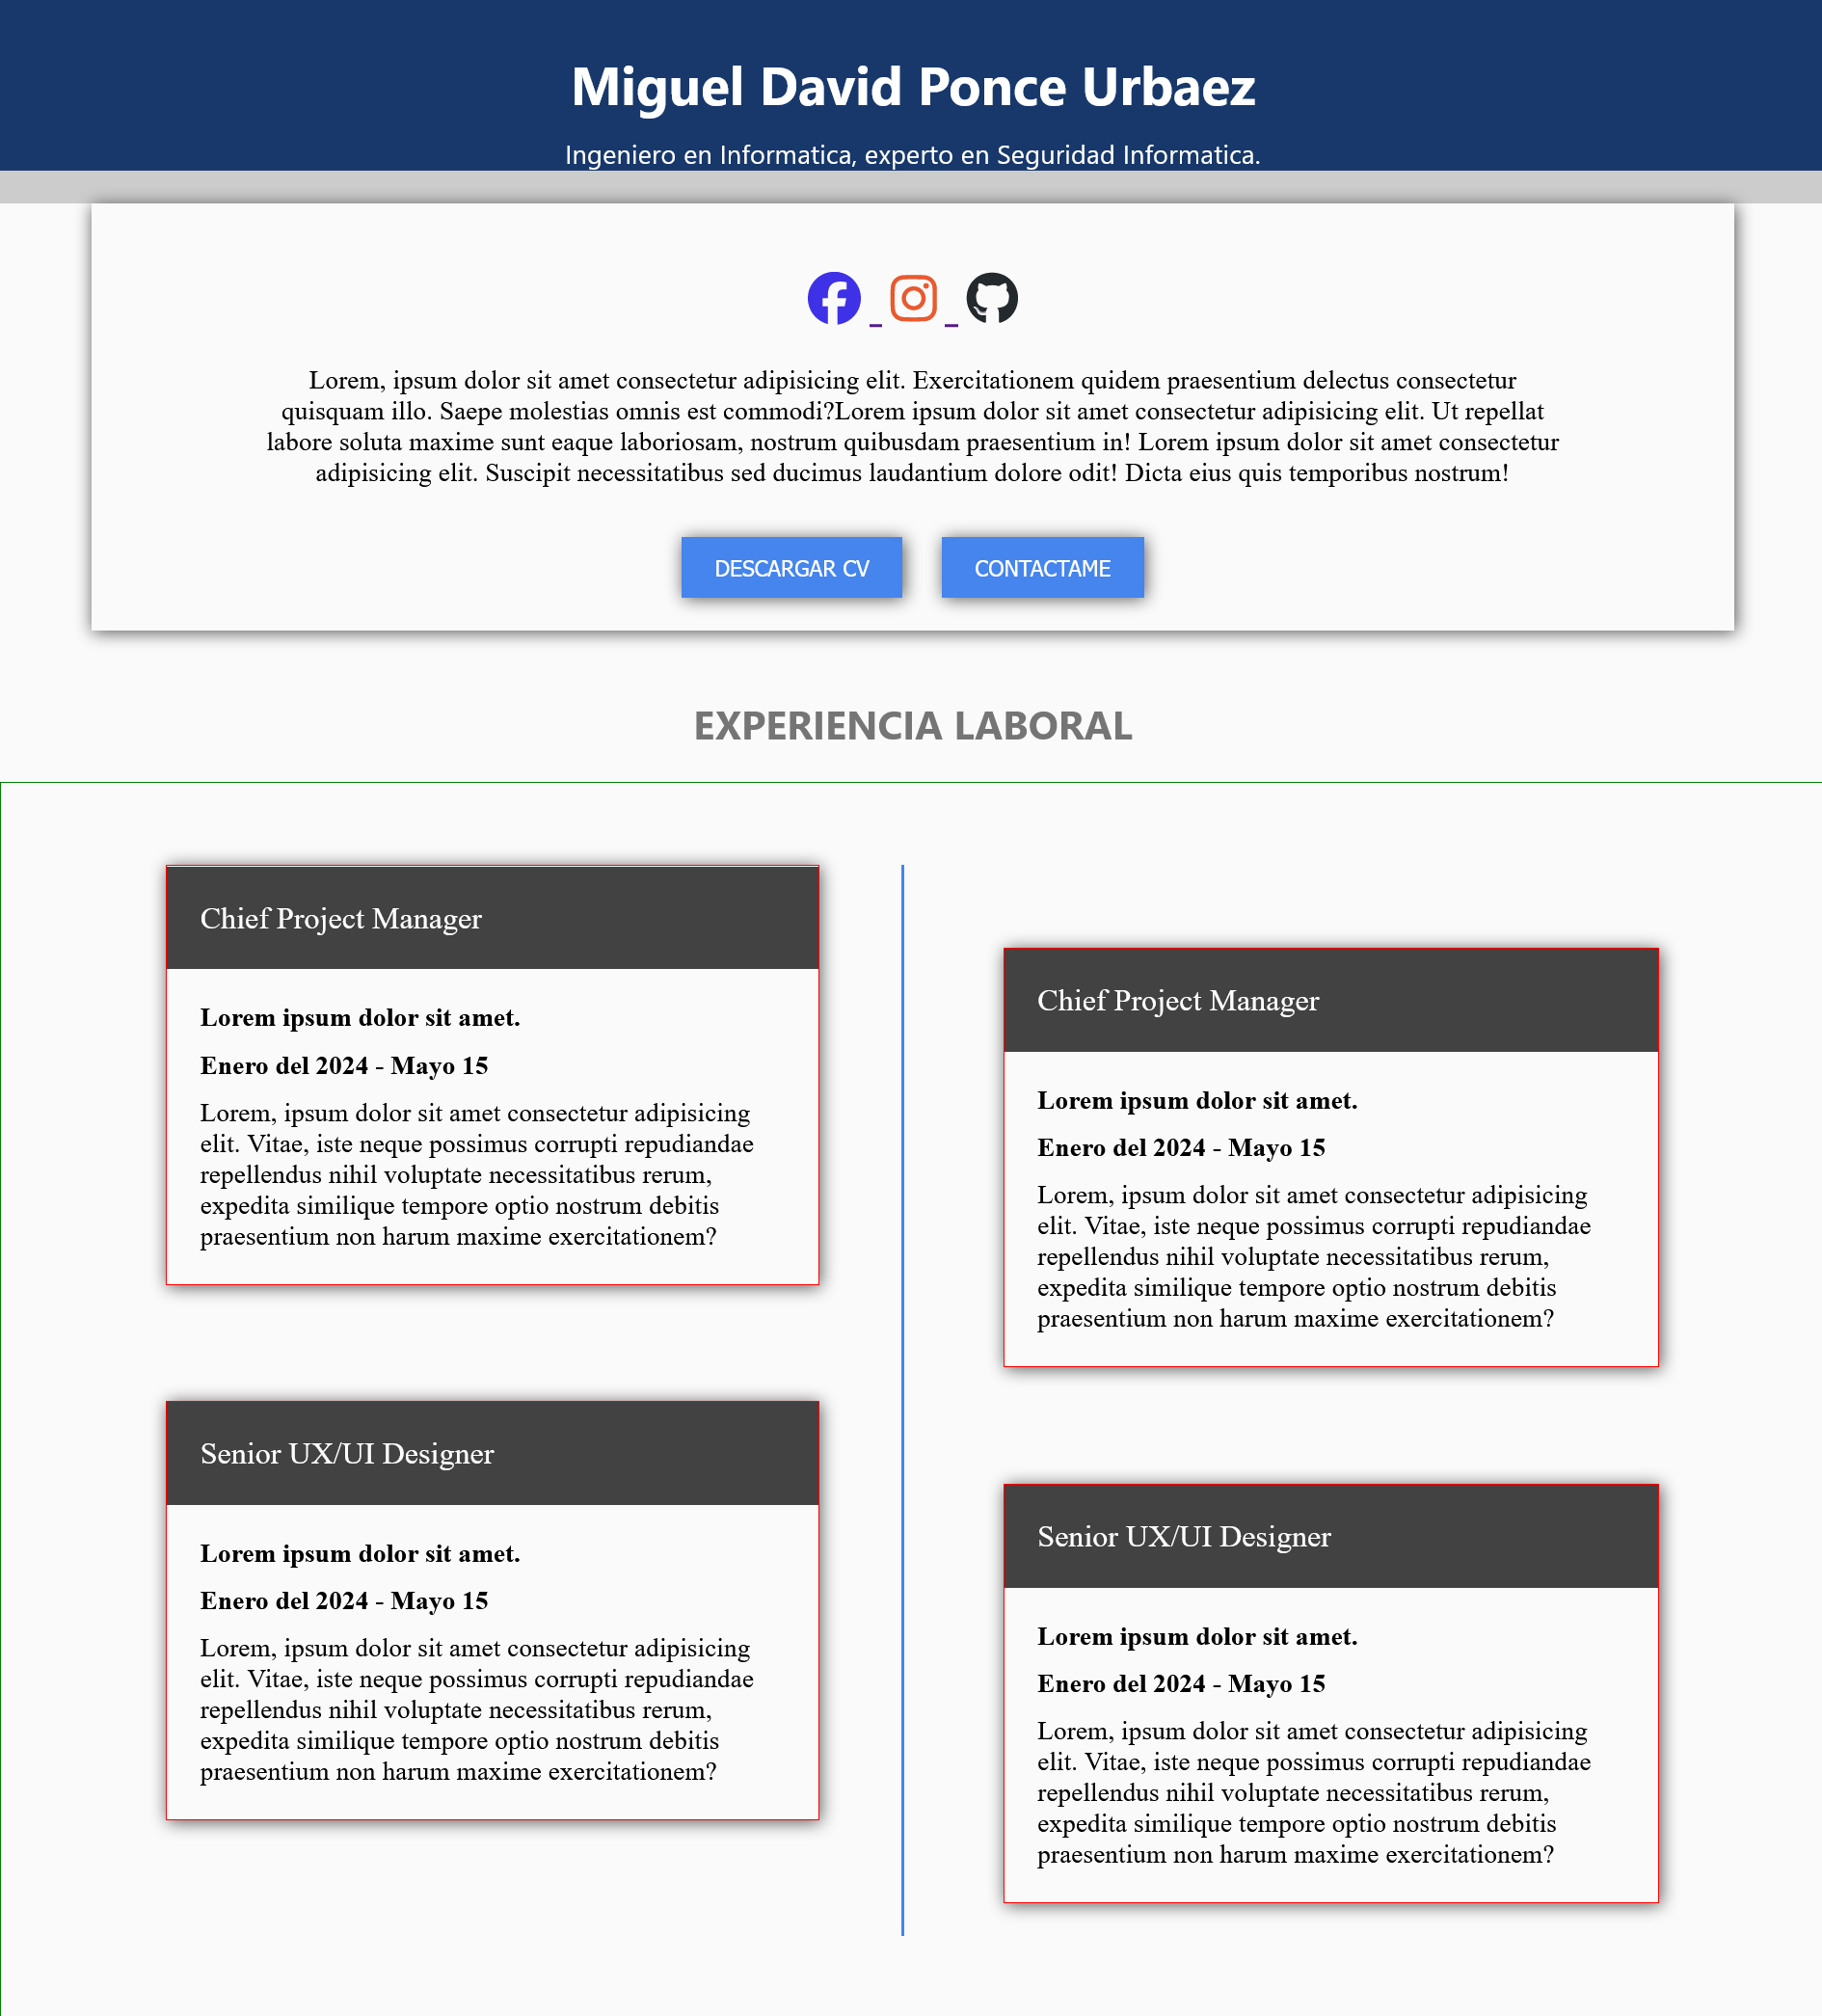 Miguel David Ponce Urbaez
Ingeniero en Informatica, experto en Seguridad Informatica.
Lorem, ipsum dolor sit amet consectetur adipisicing elit. Exercitationem quidem praesentium delectus consectetur
quisquam illo. Saepe molestias omnis est commodi?Lorem ipsum dolor sit amet consectetur adipisicing elit. Ut repellat
labore soluta maxime sunt eaque laboriosam, nostrum quibusdam praesentium in! Lorem ipsum dolor sit amet consectetur
adipisicing elit. Suscipit necessitatibus sed ducimus laudantium dolore odit! Dicta eius quis temporibus nostrum!
DESCARGAR CV
CONTACTAME
EXPERIENCIA LABORAL
Chief Project Manager
Lorem ipsum dolor sit amet.
Enero del 2024 - Mayo 15
Lorem, ipsum dolor sit amet consectetur adipisicing
elit. Vitae, iste neque possimus corrupti repudiandae
repellendus nihil voluptate necessitatibus rerum,
expedita similique tempore optio nostrum debitis
praesentium non harum maxime exercitationem?
Chief Project Manager
Lorem ipsum dolor sit amet.
Enero del 2024 - Mayo 15
Lorem, ipsum dolor sit amet consectetur adipisicing
elit. Vitae, iste neque possimus corrupti repudiandae
repellendus nihil voluptate necessitatibus rerum,
expedita similique tempore optio nostrum debitis
praesentium non harum maxime exercitationem?
Senior UX/UI Designer
Lorem ipsum dolor sit amet.
Enero del 2024 - Mayo 15
Lorem, ipsum dolor sit amet consectetur adipisicing
elit. Vitae, iste neque possimus corrupti repudiandae
repellendus nihil voluptate necessitatibus rerum,
expedita similique tempore optio nostrum debitis
praesentium non harum maxime exercitationem?
Senior UX/UI Designer
Lorem ipsum dolor sit amet.
Enero del 2024 - Mayo 15
Lorem, ipsum dolor sit amet consectetur adipisicing
elit. Vitae, iste neque possimus corrupti repudiandae
repellendus nihil voluptate necessitatibus rerum,
expedita similique tempore optio nostrum debitis
praesentium non harum maxime exercitationem?